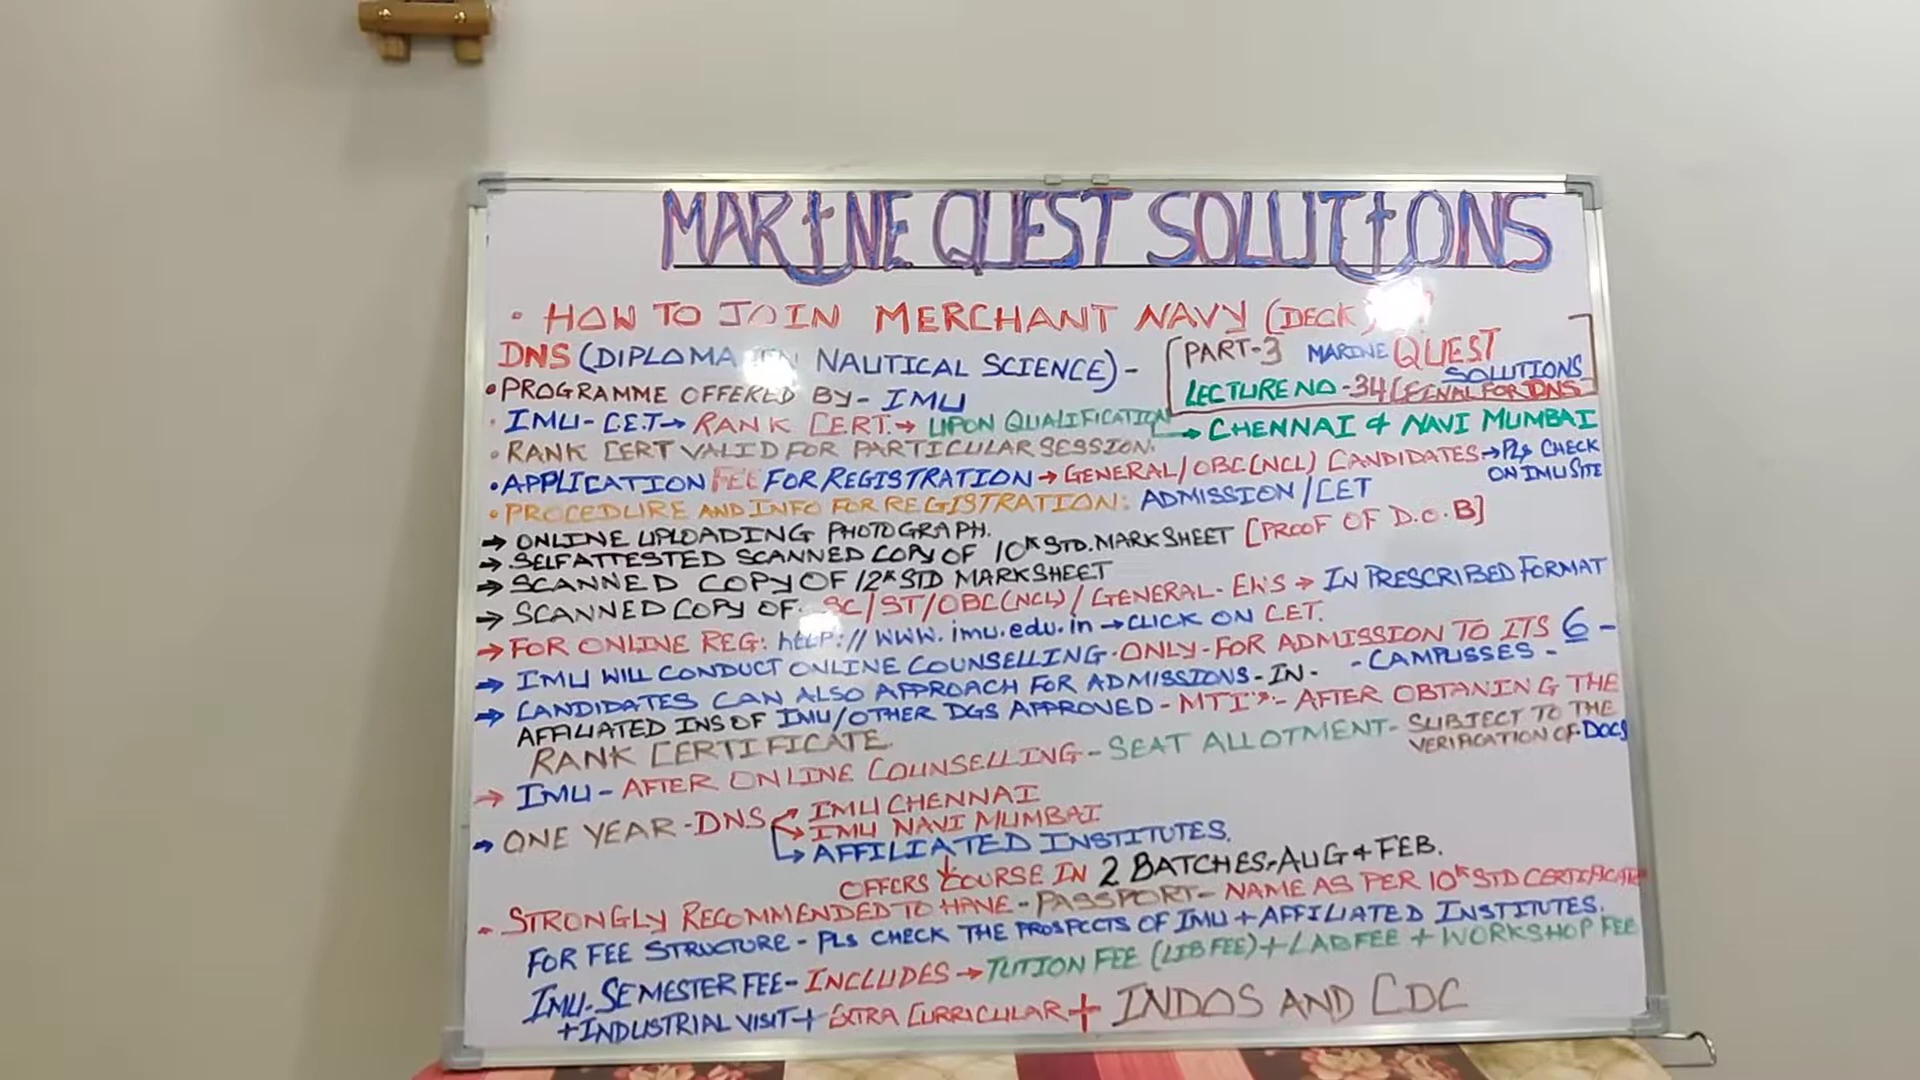 MARINE QUEST SOLUTIONS
• HOW TO JOIN MERCHANT NAVY (DECK)
DNS (DIPLOMA IN NAUTICAL SCIENCE) -
[PART-3 MARINE QUEST SOLUTIONS
LECTURE NO - 34 FOR DNS]
• PROGRAMME OFFERED BY - IMU
• IMU - CET → RANK CERT. → UPON QUALIFICATION → CHENNAI & NAVI MUMBAI
• RANK CERT VALID FOR PARTICULAR SESSION.
• APPLICATION FEE FOR REGISTRATION → GENERAL/OBC(NCL) CANDIDATES → PLS CHECK ON IMU SITE
• PROCEDURE AND INFO FOR REGISTRATION: ADMISSION/CET
→ ONLINE UPLOADING PHOTOGRAPH.
→ SELF ATTESTED SCANNED COPY OF 10th STD. MARKSHEET [PROOF OF D.O.B]
→ SCANNED COPY OF 12th STD MARKSHEET
→ SCANNED COPY OF SC/ST/OBC(NCL)/GENERAL-EWS → IN PRESCRIBED FORMAT
→ FOR ONLINE REG: http://www.imu.edu.in → CLICK ON CET.
→ IMU WILL CONDUCT ONLINE COUNSELLING ONLY FOR ADMISSION TO ITS 6 - - CAMPUSSES -
→ CANDIDATES CAN ALSO APPROACH FOR ADMISSIONS - IN -
AFFILIATED INS OF IMU/OTHER DGS APPROVED - MTI's - AFTER OBTANING THE
RANK CERTIFICATE.
→ IMU - AFTER ONLINE COUNSELLING - SEAT ALLOTMENT - SUBJECT TO THE VERIFICATION OF DOCS
→ ONE YEAR - DNS → IMU CHENNAI
→ IMU NAVI MUMBAI
→ AFFILIATED INSTITUTES.
OFFERS COURSE IN 2 BATCHES - AUG & FEB.
- STRONGLY RECOMMENDED TO HAVE - PASSPORT - NAME AS PER 10th STD CERTIFICATE
FOR FEE STRUCTURE - PLS CHECK THE PROSPECTS OF IMU + AFFILIATED INSTITUTES.
IMU - SEMESTER FEE - INCLUDES → TUTION FEE (LIB FEE) + LAB FEE + WORKSHOP FEE
+ INDUSTRIAL VISIT + EXTRA CURRICULAR + INDOS AND CDC